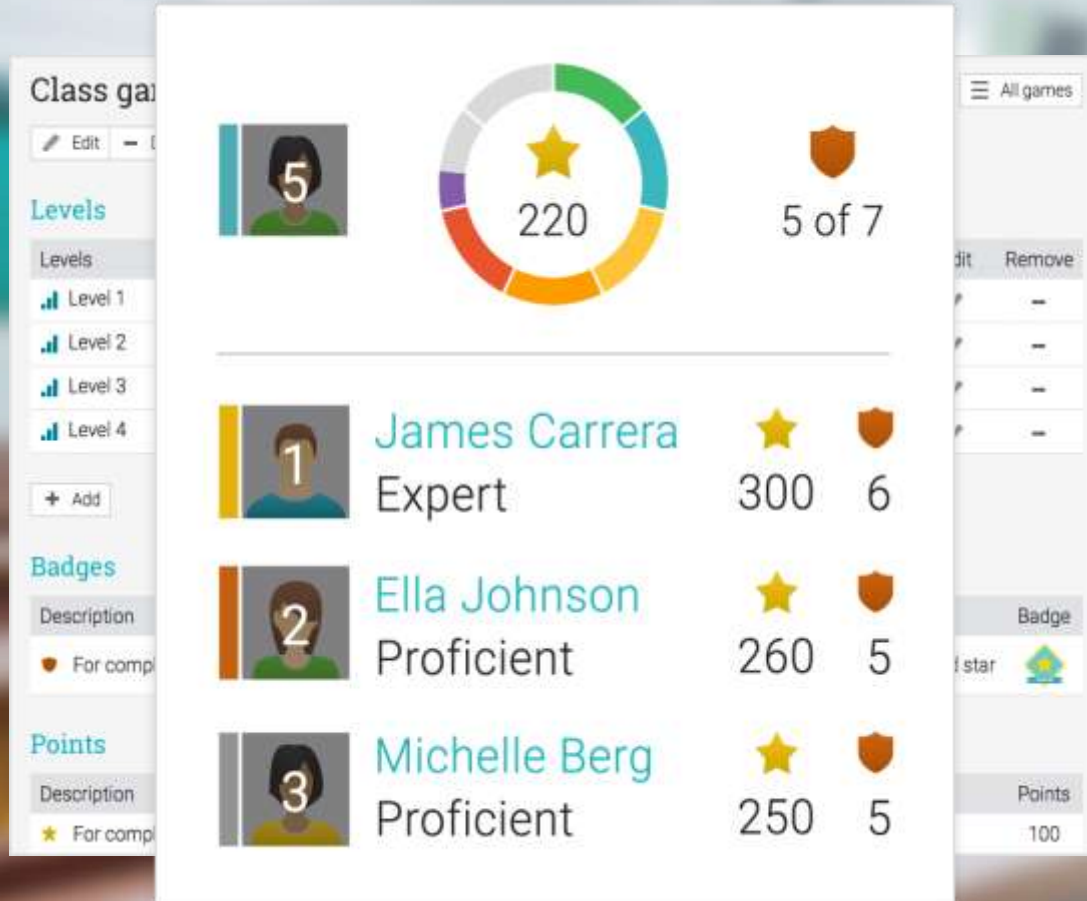 Class gam
All games
Edit
Levels
Levels
Edit Remove
Level 1
Level 2
Level 3
Level 4
+ Add
Badges
Description
Badge
For compl
star
Points
Description
Points
For compl
100
5
220
5 of 7
1
James Carrera
Expert
300 6
2
Ella Johnson
Proficient
260 5
3
Michelle Berg
Proficient
250 5